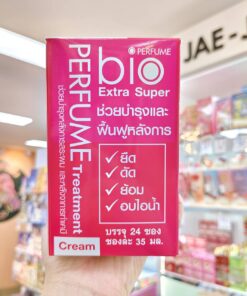 PERFUME
bio
Extra Super
ช่วยบำรุงและ
ฟื้นฟูหลังการ
✓ ยืด
✓ ดัด
✓ ย้อม
✓ อบไอน้ำ
บรรจุ 24 ซอง
ซองละ 35 มล.
PERFUME Treatment
Cream
JAE-J